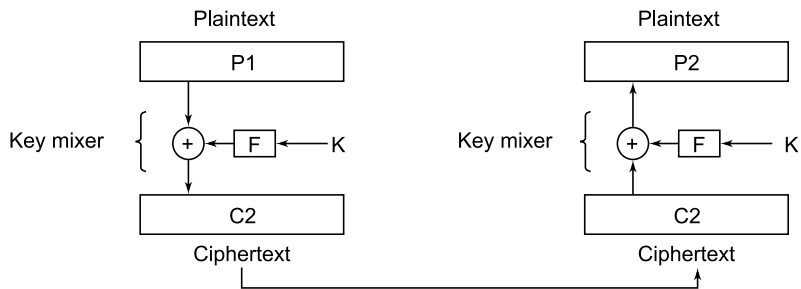 Plaintext
P1
Key mixer
+
F
K
C2
Ciphertext
Plaintext
P2
Key mixer
+
F
K
C2
Ciphertext